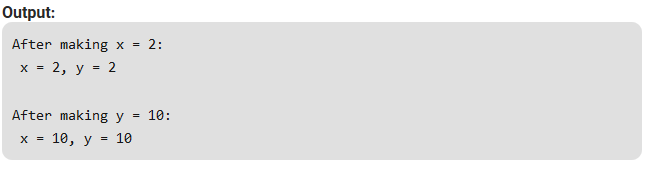 Output:
After making x = 2:
x = 2, y = 2
After making y = 10:
x = 10, y = 10